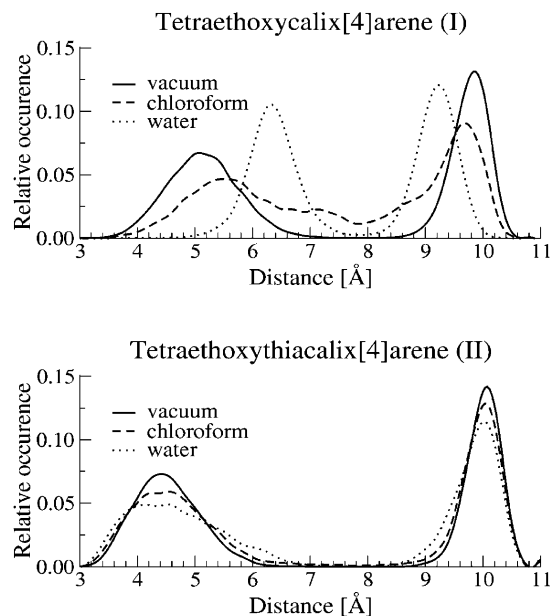 Tetraethoxycalix[4]arene (I)
Relative occurence
0.15
0.10
0.05
0.00
vacuum
chloroform
water
3 4 5 6 7 8 9 10 11
Distance [Å]
Tetraethoxythiacalix[4]arene (II)
Relative occurence
0.15
0.10
0.05
0.00
vacuum
chloroform
water
3 4 5 6 7 8 9 10 11
Distance [Å]